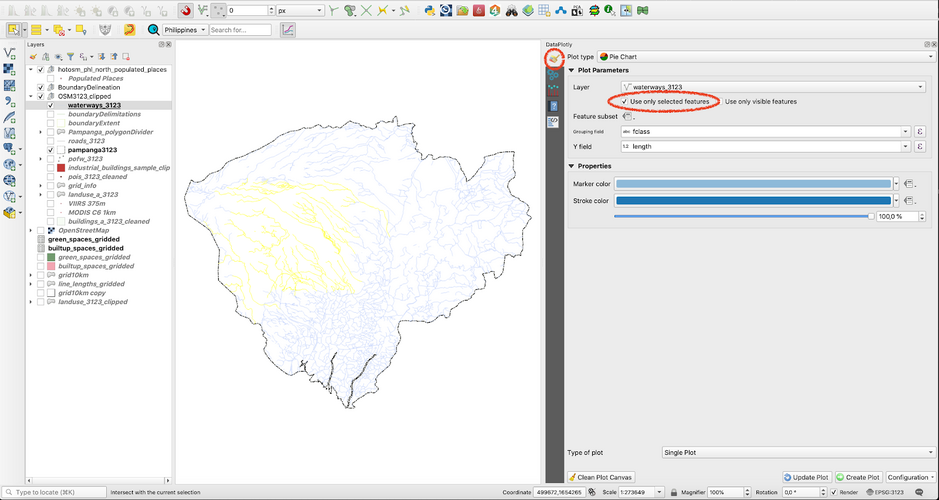 0
px
Philippines
Search for...
Layers
hotosm_phl_north_populated_places
Populated Places
BoundaryDelineation
OSM3123_clipped
waterways_3123
boundaryDelimitations
boundaryExtent
Pampanga_polygonDivider
roads_3123
pampanga3123
pofw_3123
industrial_buildings_sample_clip
pois_3123_cleaned
grid_info
landuse_a_3123
VIIRS 375m
MODIS C6 1km
buildings_a_3123_cleaned
OpenStreetMap
green_spaces_gridded
builtup_spaces_gridded
green_spaces_gridded
builtup_spaces_gridded
grid10km
line_lengths_gridded
grid10km copy
landuse_3123_clipped
DataPlotly
Plot type
Pie Chart
Plot Parameters
Layer
waterways_3123
Use only selected features
Use only visible features
Feature subset
Grouping field
abc fclass
Y field
1.2 length
Properties
Marker color
Stroke color
100,0 %
Type of plot
Single Plot
Clean Plot Canvas
Update Plot
Create Plot
Configuration
Type to locate (⌘K)
Intersect with the current selection
Coordinate
499672,1654265
Scale
1:273649
Magnifier
100%
Rotation
0,0 °
Render
EPSG:3123